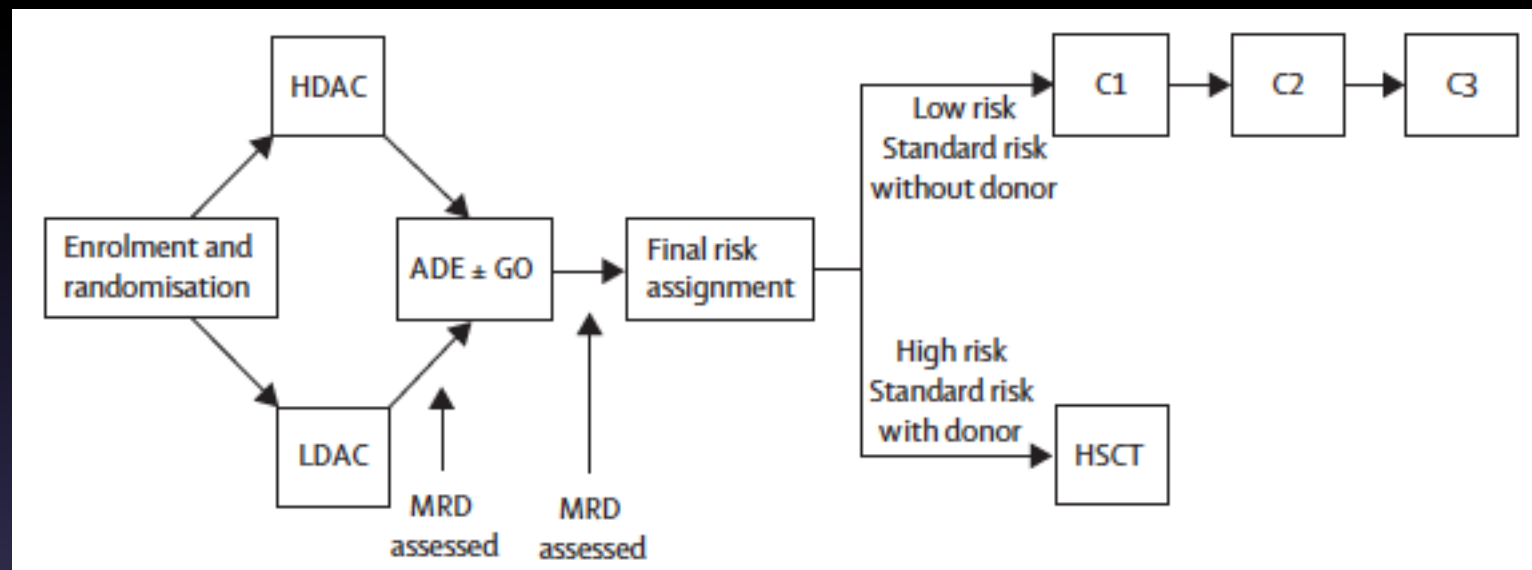 HDAC
Enrolment and
randomisation
LDAC
ADE ± GO
MRD
assessed
MRD
assessed
Final risk
assignment
Low risk
Standard risk
without donor
C1
C2
C3
High risk
Standard risk
with donor
HSCT